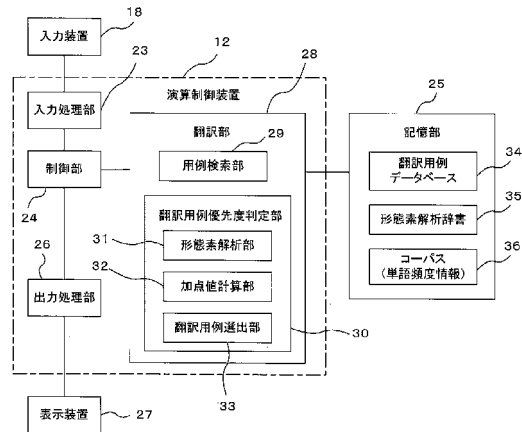 18
入力装置
12
23
28
演算制御装置
25
入力処理部
翻訳部
記憶部
29
制御部
用例検索部
翻訳用例
データベース
34
24
翻訳用例優先度判定部
35
31
形態素解析部
形態素解析辞書
26
32
36
加点値計算部
コーパス
(単語頻度情報)
出力処理部
翻訳用例選出部
30
33
表示装置
27